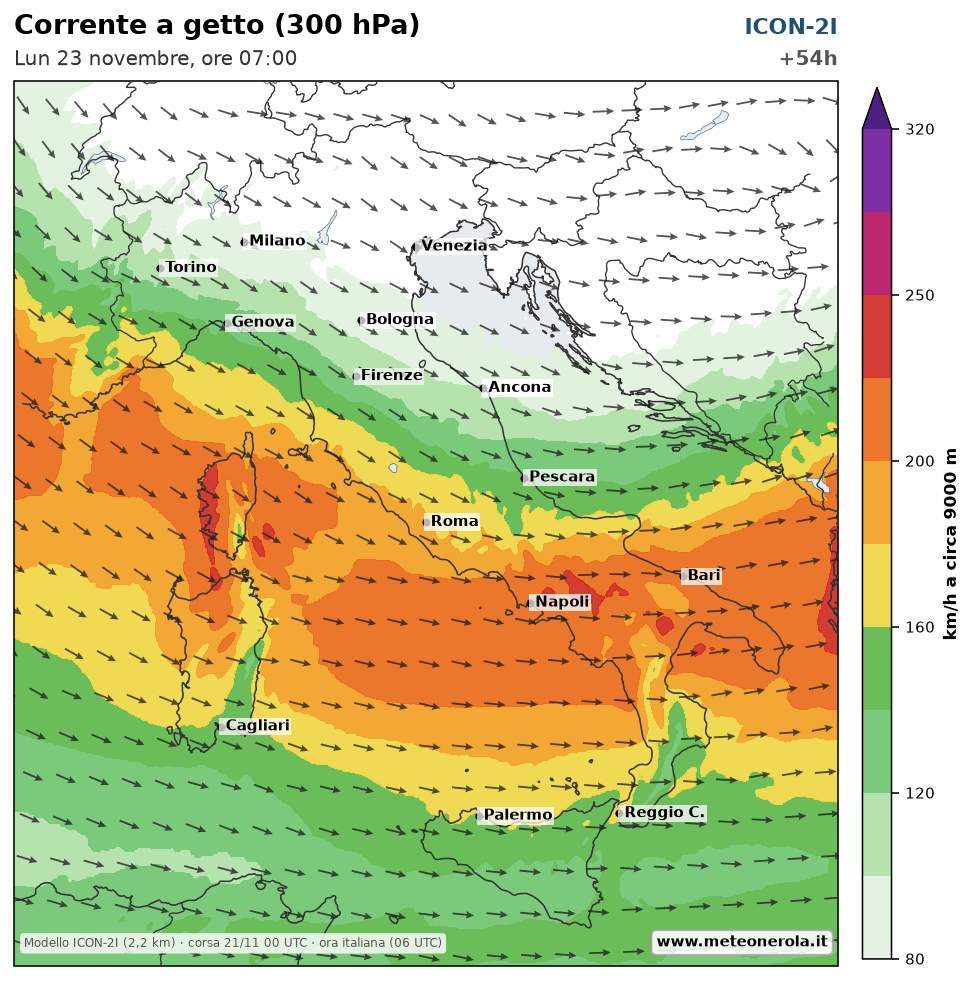 Corrente a getto (300 hPa)
ICON-2I
Lun 23 novembre, ore 07:00
+54h
Milano
Venezia
Torino
Genova
Bologna
Firenze
Ancona
Pescara
Roma
Bari
Napoli
Cagliari
Palermo
Reggio C.
320
250
200
160
120
80
km/h a circa 9000 m
Modello ICON-2I (2,2 km) · corsa 21/11 00 UTC · ora italiana (06 UTC)
www.meteonerola.it